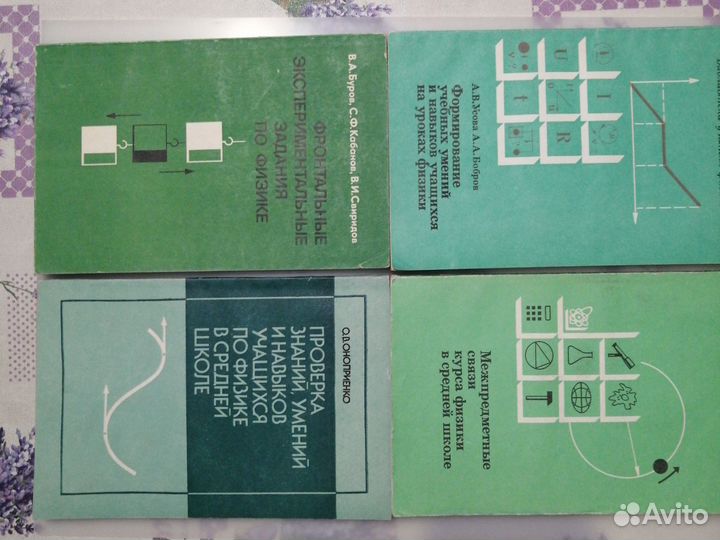 В.А.Буров, С.Ф.Кабанов, В.И.Свиридов
ФРОНТАЛЬНЫЕ
ЭКСПЕРИМЕНТАЛЬНЫЕ
ЗАДАНИЯ
ПО ФИЗИКЕ
А.В.Усова А.А.Бобров
Формирование
учебных умений
и навыков учащихся
на уроках физики
U
I
t
R
О.В.ОНОПРИЕНКО
ПРОВЕРКА
ЗНАНИЙ, УМЕНИЙ
И НАВЫКОВ
УЧАЩИХСЯ
ПО ФИЗИКЕ
В СРЕДНЕЙ
ШКОЛЕ
Межпредметные
связи
курса физики
в средней школе
Avito